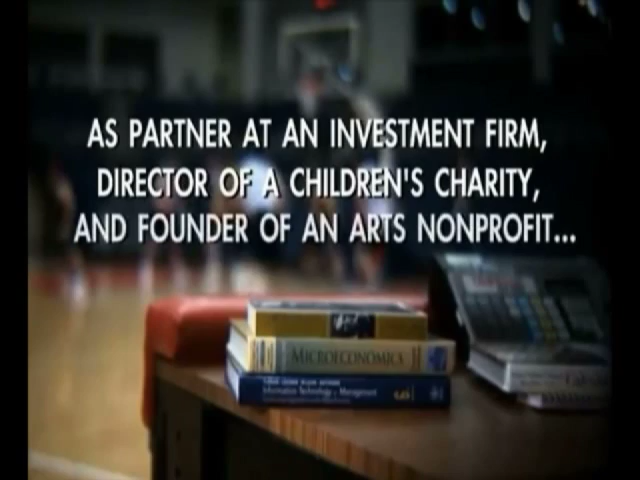 AS PARTNER AT AN INVESTMENT FIRM,
DIRECTOR OF A CHILDREN'S CHARITY,
AND FOUNDER OF AN ARTS NONPROFIT...
MICROECONOMICS
Information Technology Management